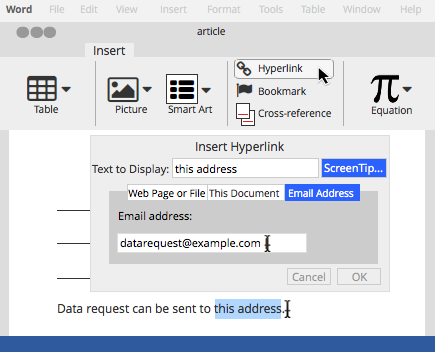 Word File Edit View Insert Format Tools Table Window Help
article
Insert
Table
Picture
Smart Art
Hyperlink
Bookmark
Cross-reference
π
Equation
Insert Hyperlink
Text to Display: this address ScreenTip...
Web Page or File This Document Email Address
Email address:
datarequest@example.com
Cancel OK
Data request can be sent to this address.